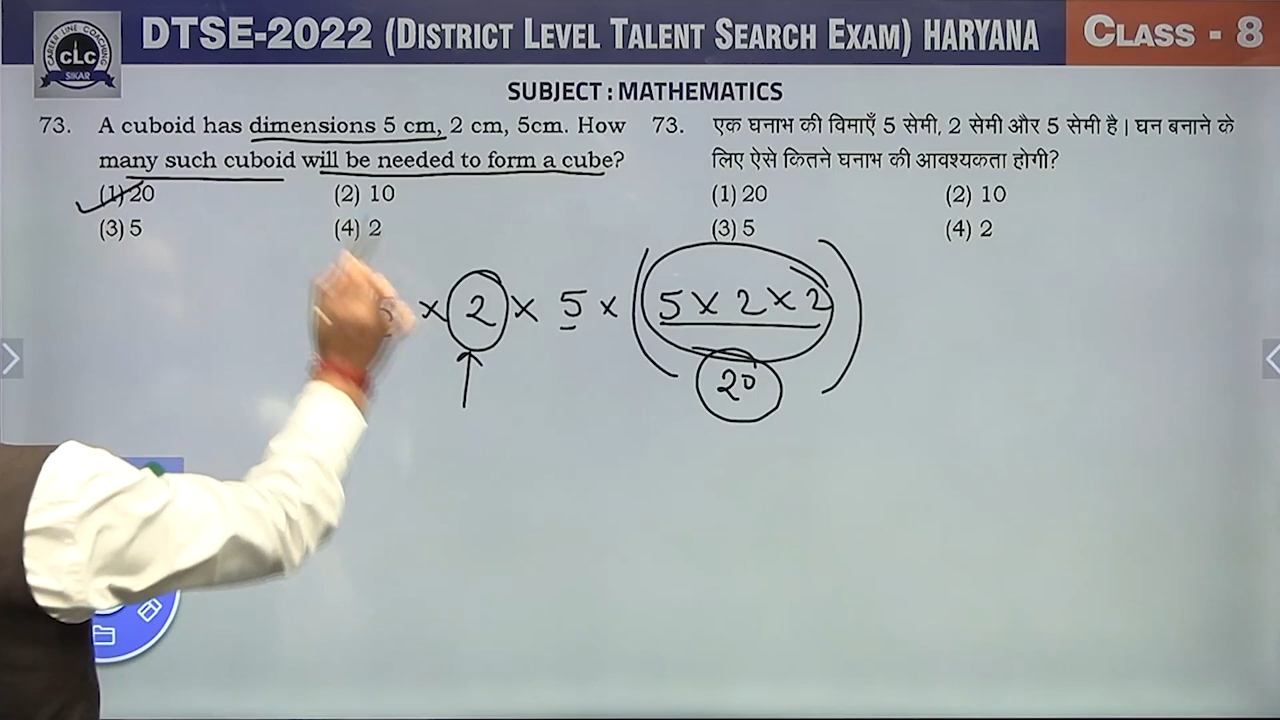 DTSE-2022 (DISTRICT LEVEL TALENT SEARCH EXAM) HARYANA
CLASS - 8
CAREER LINE COACHING
CLC
SIKAR
SUBJECT : MATHEMATICS
73. A cuboid has dimensions 5 cm, 2 cm, 5cm. How
many such cuboid will be needed to form a cube?
(1) 20 (2) 10
(3) 5 (4) 2
73. एक घनाभ की विमाएँ 5 सेमी, 2 सेमी और 5 सेमी है | घन बनाने के
लिए ऐसे कितने घनाभ की आवश्यकता होगी?
(1) 20 (2) 10
(3) 5 (4) 2
× 2 × 5 × (5 × 2 × 2)
20